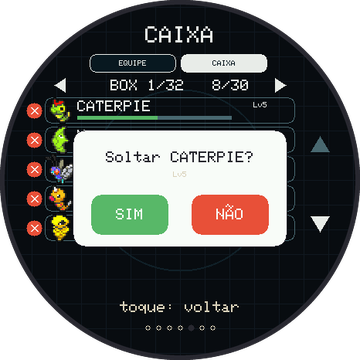 CAIXA
EQUIPE CAIXA
BOX 1/32 8/30
CATERPIE Lv5
Soltar CATERPIE?
Lv5
SIM NÃO
toque: voltar